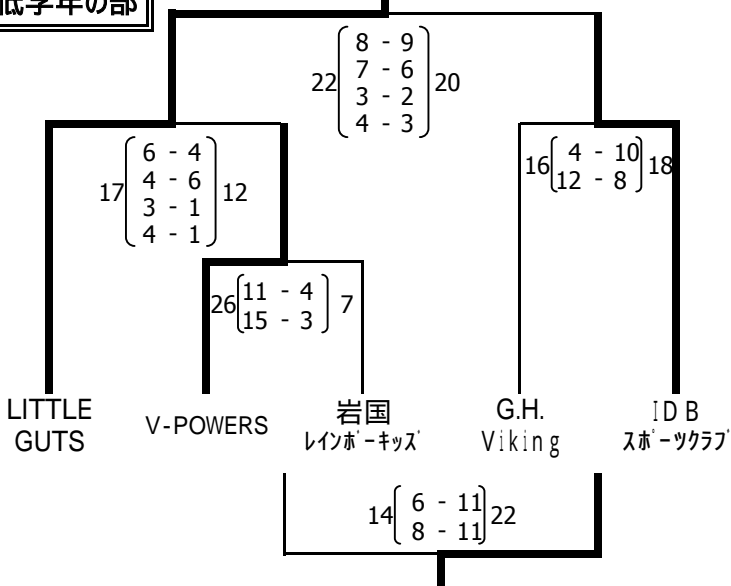 低学年の部
8 - 9
7 - 6
22 20
3 - 2
4 - 3
6 - 4
4 - 6
17 12
3 - 1
4 - 1
4 - 10
16 18
12 - 8
11 - 4
26 7
15 - 3
LITTLE
GUTS
V-POWERS
岩国
ﾚｲﾝﾎﾞｰｷｯｽﾞ
G.H.
Viking
IDB
ｽﾎﾟｰﾂｸﾗﾌﾞ
6 - 11
14 22
8 - 11